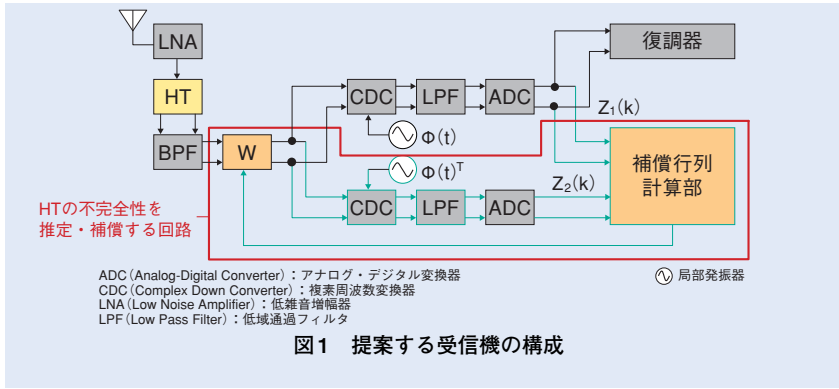 LNA
復調器
HT
CDC
LPF
ADC
Z₁(k)
Φ(t)
BPF
W
補償行列
計算部
Φ(t)ᵀ
Z₂(k)
CDC
LPF
ADC
HTの不完全性を
推定・補償する回路
ADC(Analog-Digital Converter):アナログ・デジタル変換器
局部発振器
CDC(Complex Down Converter):複素周波数変換器
LNA(Low Noise Amplifier):低雑音増幅器
LPF(Low Pass Filter):低域通過フィルタ
図1 提案する受信機の構成